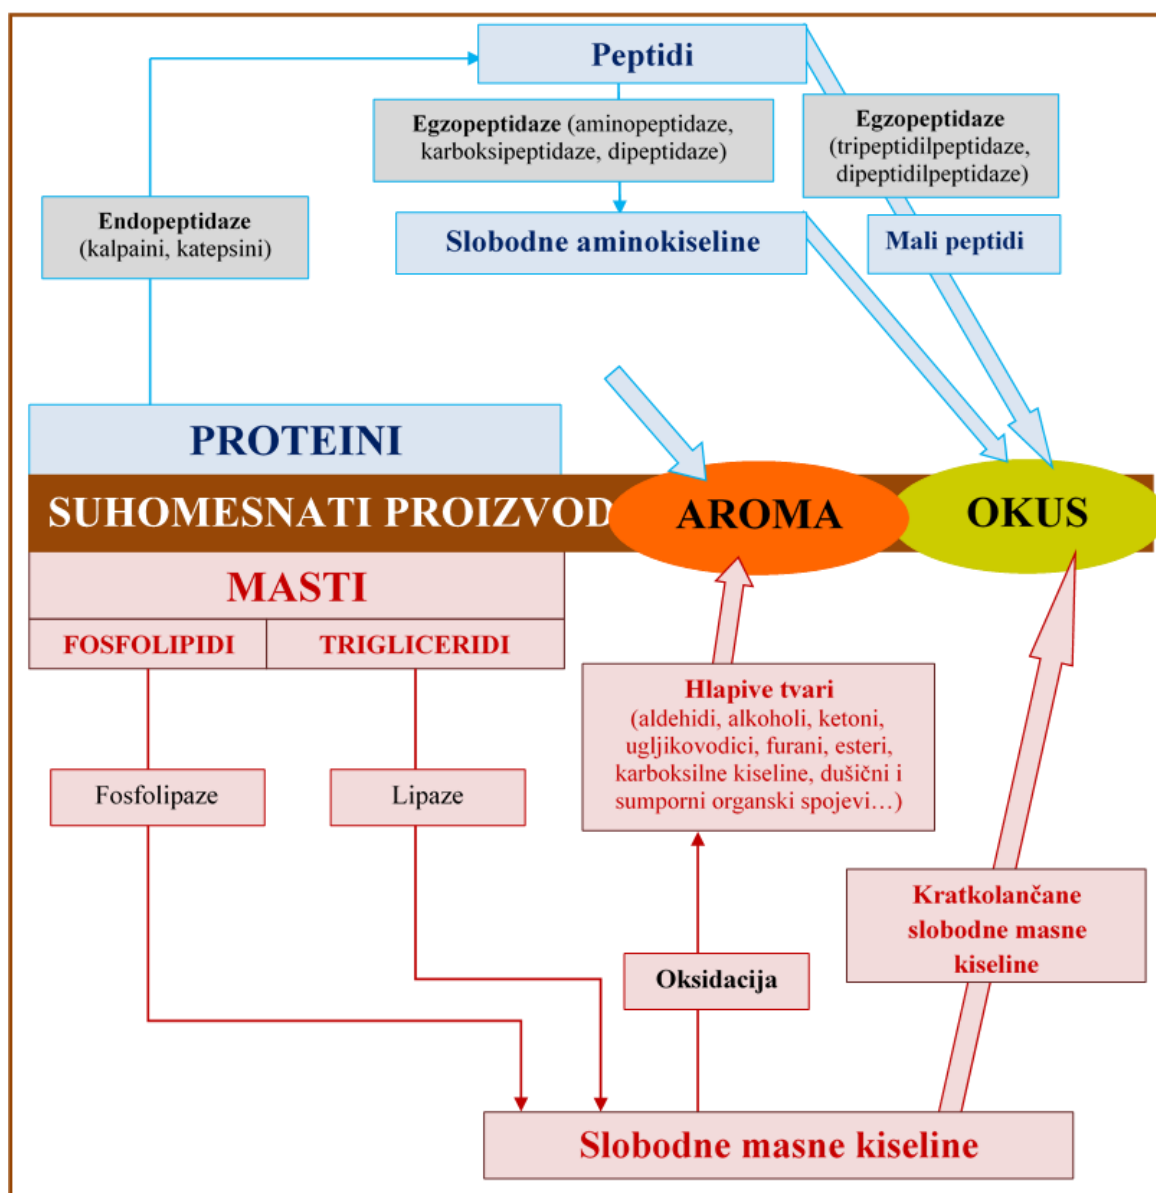 Peptidi
Egzopeptidaze (aminopeptidaze,
karboksipeptidaze, dipeptidaze)
Egzopeptidaze
(tripeptidilpeptidaze,
dipeptidilpeptidaze)
Endopeptidaze
(kalpaini, katepsini)
Slobodne aminokiseline
Mali peptidi
PROTEINI
SUHOMESNATI PROIZVOD
AROMA
OKUS
MASTI
FOSFOLIPIDI
TRIGLICERIDI
Hlapive tvari
(aldehidi, alkoholi, ketoni,
ugljikovodici, furani, esteri,
karboksilne kiseline, dušični i
sumporni organski spojevi…)
Fosfolipaze
Lipaze
Kratkolančane
slobodne masne
kiseline
Oksidacija
Slobodne masne kiseline